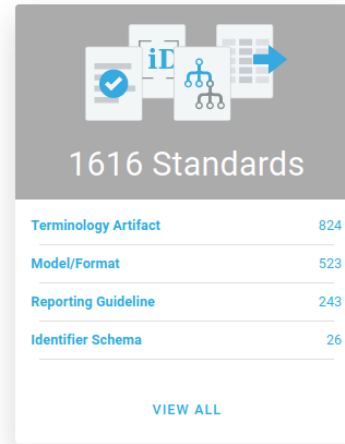 iD
1616 Standards
Terminology Artifact 824
Model/Format 523
Reporting Guideline 243
Identifier Schema 26
VIEW ALL